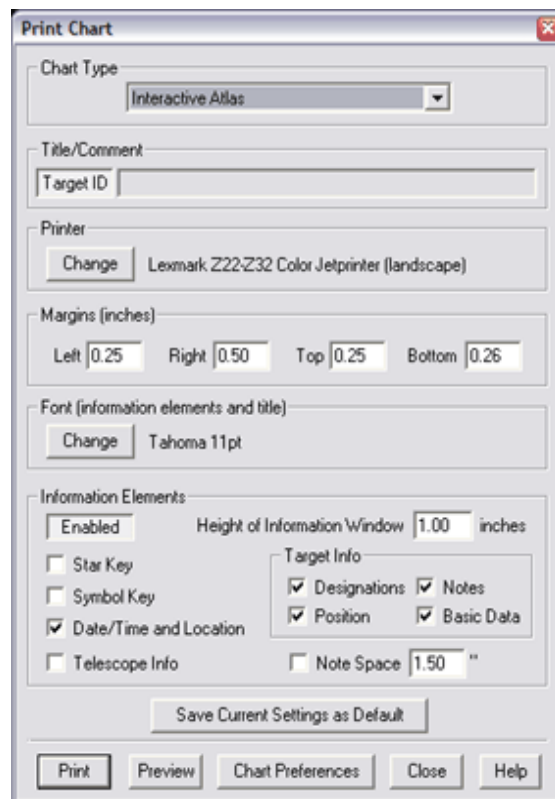 Print Chart
Chart Type
Interactive Atlas
Title/Comment
Target ID
Printer
Change Lexmark Z22-Z32 Color Jetprinter (landscape)
Margins (inches)
Left 0.25 Right 0.50 Top 0.25 Bottom 0.26
Font (information elements and title)
Change Tahoma 11pt
Information Elements
Enabled Height of Information Window 1.00 inches
Star Key
Symbol Key
Date/Time and Location
Telescope Info
Target Info
Designations Notes
Position Basic Data
Note Space 1.50 "
Save Current Settings as Default
Print Preview Chart Preferences Close Help